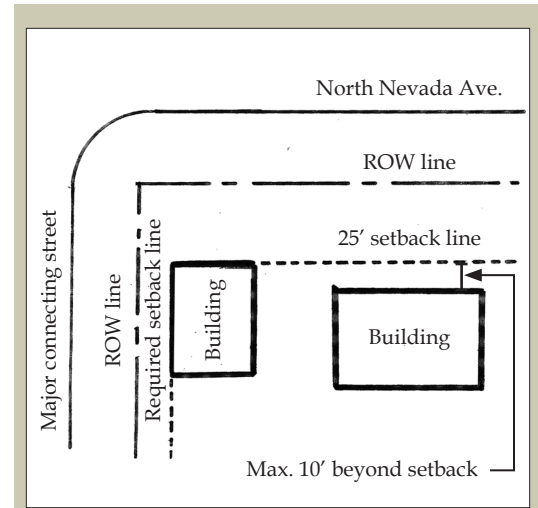 North Nevada Ave.
ROW line
25’ setback line
Major connecting street
ROW line
Required setback line
Building
Building
Max. 10’ beyond setback